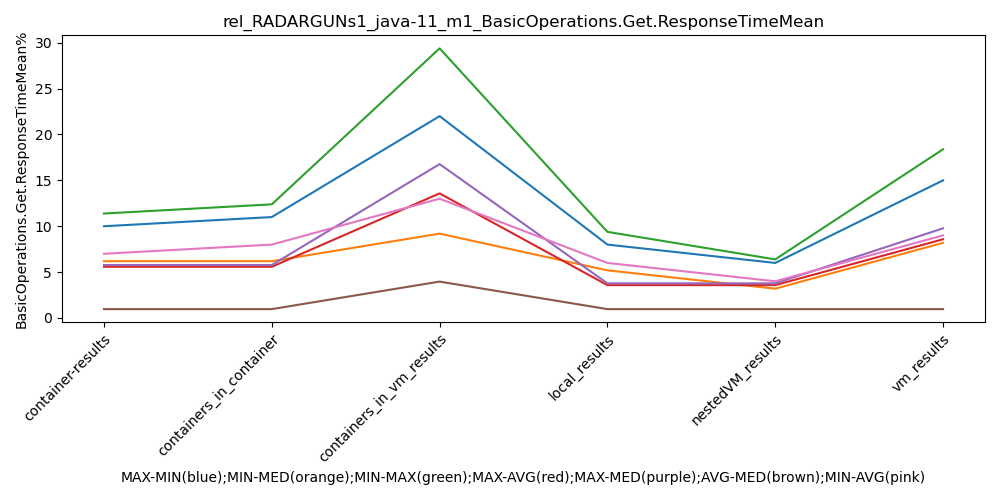 rel_RADARGUNs1_java-11_m1_BasicOperations.Get.ResponseTimeMean
BasicOperations.Get.ResponseTimeMean%
30
25
20
15
10
5
0
container-results
containers_in_container
containers_in_vm_results
local_results
nestedVM_results
vm_results
MAX-MIN(blue);MIN-MED(orange);MIN-MAX(green);MAX-AVG(red);MAX-MED(purple);AVG-MED(brown);MIN-AVG(pink)